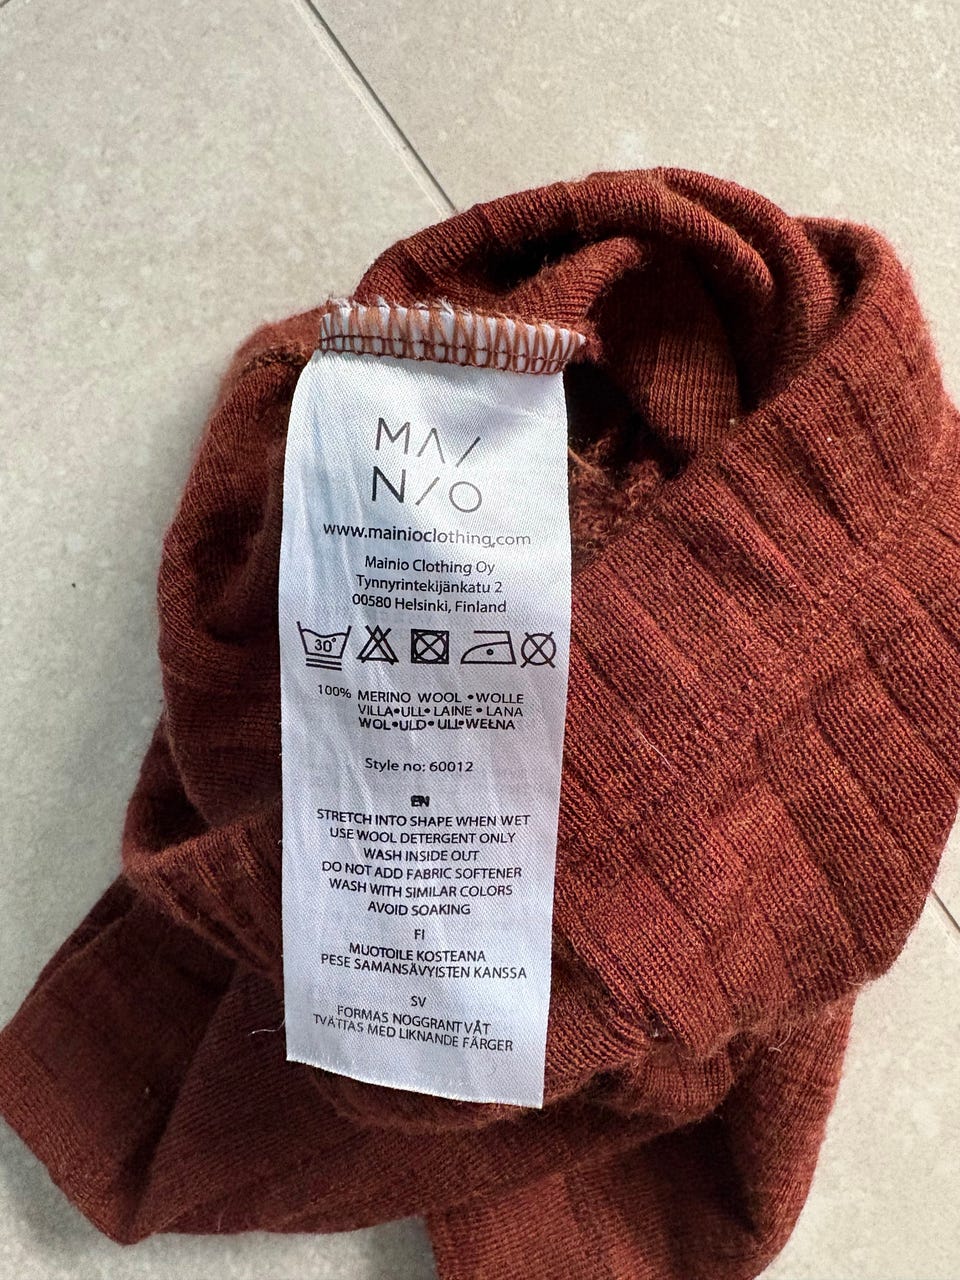 MAI
NIO
www.mainioclothing.com
Mainio Clothing Oy
Tynnyrintekijänkatu 2
00580 Helsinki, Finland
30°
100% MERINO WOOL • WOLLE
VILLA•ULL• LAINE • LANA
WOL•ULD• ULL•WEŁNA
Style no: 60012
EN
STRETCH INTO SHAPE WHEN WET
USE WOOL DETERGENT ONLY
WASH INSIDE OUT
DO NOT ADD FABRIC SOFTENER
WASH WITH SIMILAR COLORS
AVOID SOAKING
FI
MUOTOILE KOSTEANA
PESE SAMANSÄVYISTEN KANSSA
SV
FORMAS NOGGRANT VÅT
TVÄTTAS MED LIKNANDE FÄRGER